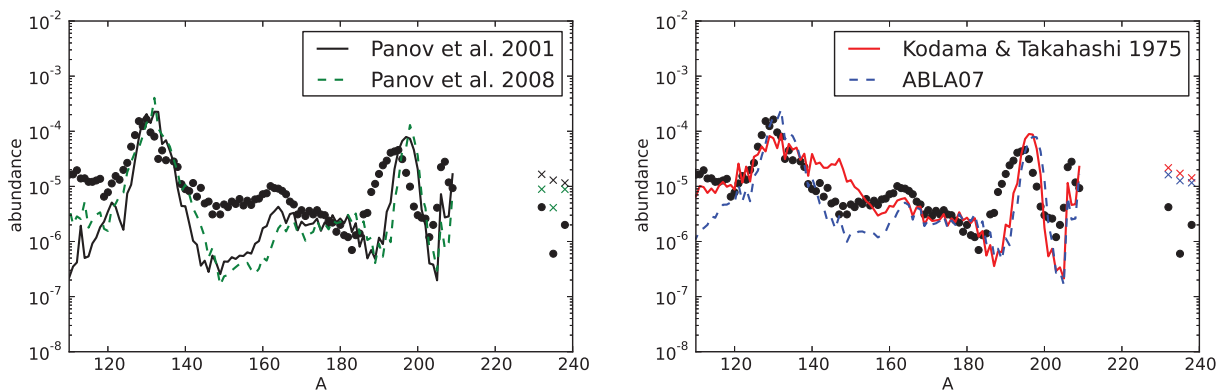 10^-2
10^-3
10^-4
10^-5
10^-6
10^-7
10^-8
abundance
Panov et al. 2001
Panov et al. 2008
120 140 160 180 200 220 240
A
10^-2
10^-3
10^-4
10^-5
10^-6
10^-7
10^-8
abundance
Kodama & Takahashi 1975
ABLA07
120 140 160 180 200 220 240
A